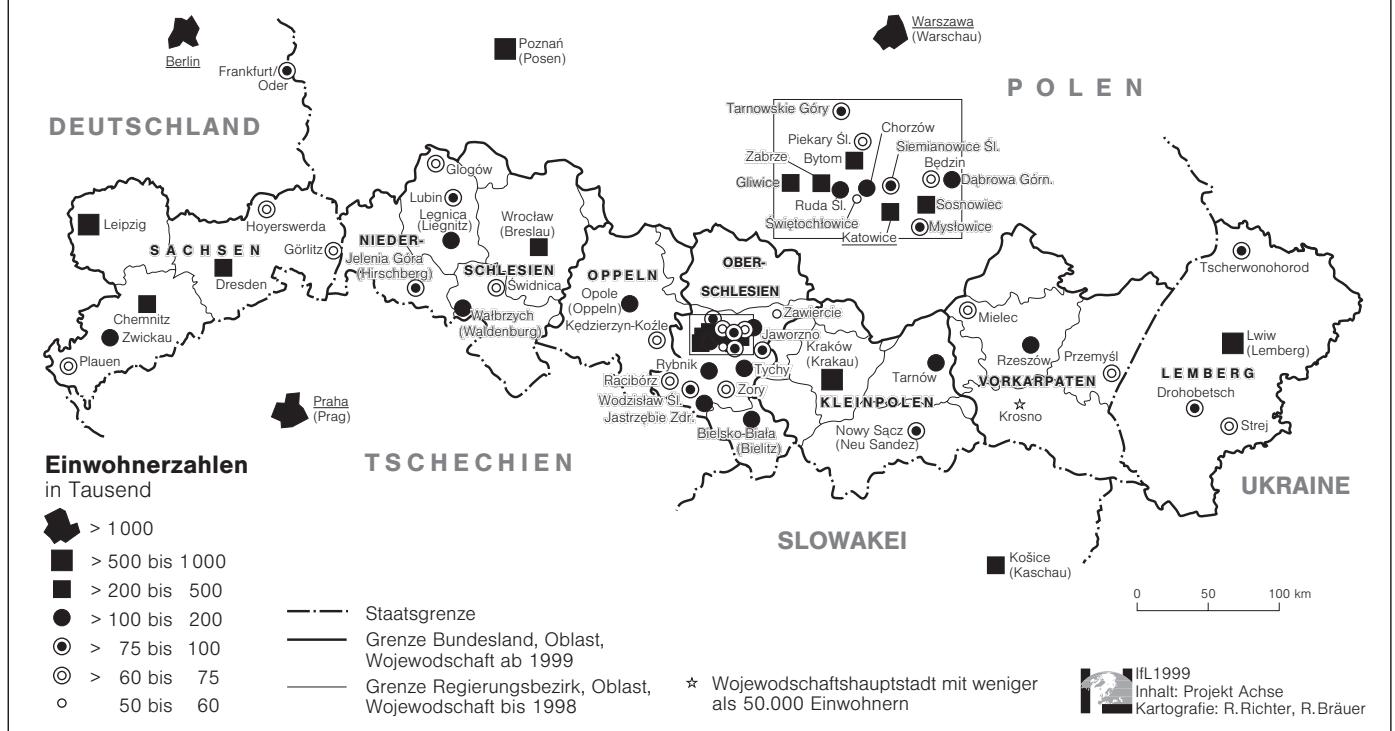 Berlin
Frankfurt/
Oder
Poznań
(Posen)
Warszawa
(Warschau)
POLEN
DEUTSCHLAND
Tarnowskie Góry
Chorzów
Piekary Śl.
Siemianowice Śl.
Zabrze
Bytom
Będzin
Gliwice
Dąbrowa Górn.
Ruda Śl.
Sosnowiec
Świętochłowice
Mysłowice
Katowice
Glogów
Lubin
Legnica
(Liegnitz)
Wrocław
(Breslau)
Leipzig
Hoyerswerda
SACHSEN
Görlitz
Dresden
NIEDER-
SCHLESIEN
Jelenia Góra
(Hirschberg)
Świdnica
Wałbrzych
(Waldenburg)
Chemnitz
Zwickau
Plauen
OPPELN
Opole
(Oppeln)
Kędzierzyn-Koźle
OBER-
SCHLESIEN
Zawiercie
Jaworzno
Kraków
(Krakau)
Rybnik
Tychy
Racibórz
Żory
Wodzisław Śl.
Jastrzębie Zdr.
Bielsko-Biała
(Bielitz)
KLEINPOLEN
Tarnów
Nowy Sącz
(Neu Sandez)
Mielec
Rzeszów
Przemyśl
VORKARPATEN
Krosno
Tscherwonohorod
Lwiw
(Lemberg)
LEMBERG
Drohobetsch
Strej
Praha
(Prag)
TSCHECHIEN
SLOWAKEI
UKRAINE
Košice
(Kaschau)
Einwohnerzahlen
in Tausend
> 1000
> 500 bis 1000
> 200 bis 500
> 100 bis 200
> 75 bis 100
> 60 bis 75
50 bis 60
Staatsgrenze
Grenze Bundesland, Oblast,
Wojewodschaft ab 1999
Grenze Regierungsbezirk, Oblast,
Wojewodschaft bis 1998
Wojewodschaftshauptstadt mit weniger
als 50.000 Einwohnern
0 50 100 km
IfL1999
Inhalt: Projekt Achse
Kartografie: R.Richter, R.Bräuer